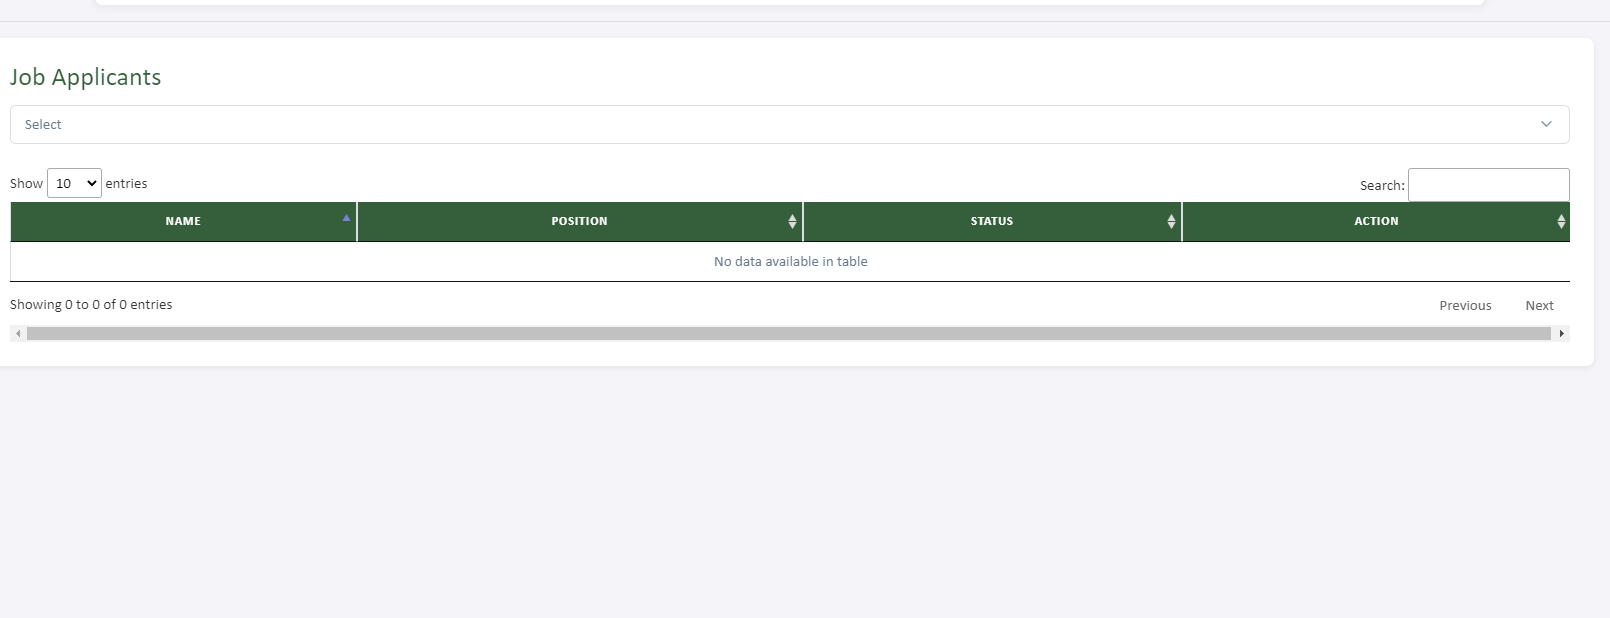 Job Applicants
Select
Show 10 entries
Search:
NAME POSITION STATUS ACTION
No data available in table
Showing 0 to 0 of 0 entries
Previous Next